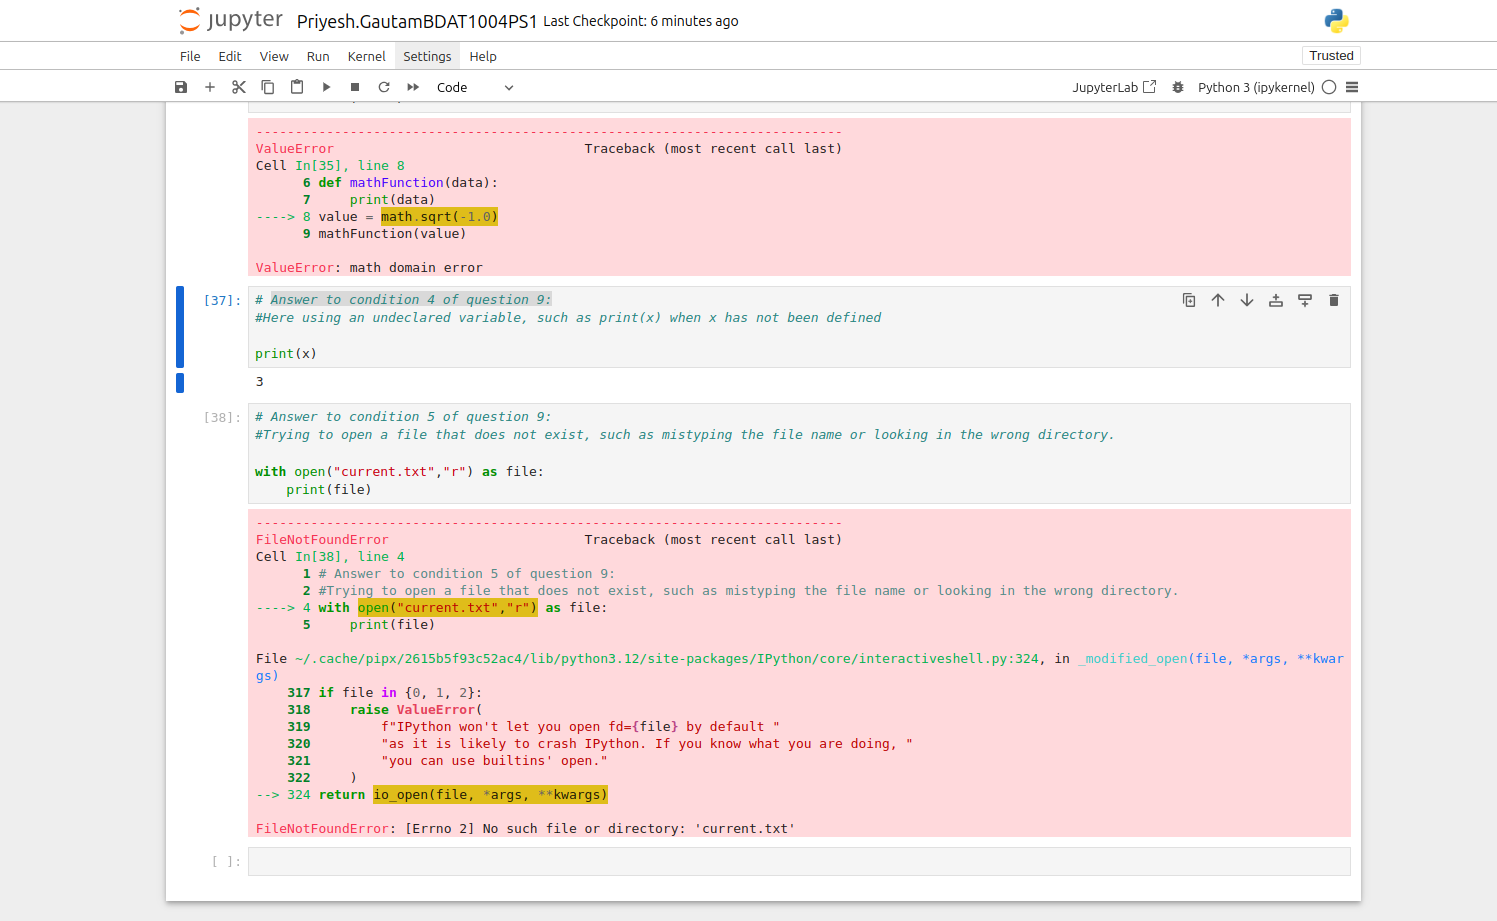 jupyter Priyesh.GautamBDAT1004PS1 Last Checkpoint: 6 minutes ago
File Edit View Run Kernel Settings Help Trusted
Code JupyterLab Python 3 (ipykernel)
---------------------------------------------------------------------------
ValueError                                Traceback (most recent call last)
Cell In[35], line 8
      6 def mathFunction(data):
      7     print(data)
----> 8 value = math.sqrt(-1.0)
      9 mathFunction(value)
ValueError: math domain error
[37]: # Answer to condition 4 of question 9:
#Here using an undeclared variable, such as print(x) when x has not been defined
print(x)
3
[38]: # Answer to condition 5 of question 9:
#Trying to open a file that does not exist, such as mistyping the file name or looking in the wrong directory.
with open("current.txt","r") as file:
    print(file)
---------------------------------------------------------------------------
FileNotFoundError                         Traceback (most recent call last)
Cell In[38], line 4
      1 # Answer to condition 5 of question 9:
      2 #Trying to open a file that does not exist, such as mistyping the file name or looking in the wrong directory.
----> 4 with open("current.txt","r") as file:
      5     print(file)
File ~/.cache/pipx/2615b5f93c52ac4/lib/python3.12/site-packages/IPython/core/interactiveshell.py:324, in _modified_open(file, *args, **kwar
gs)
    317 if file in {0, 1, 2}:
    318     raise ValueError(
    319         f"IPython won't let you open fd={file} by default "
    320         "as it is likely to crash IPython. If you know what you are doing, "
    321         "you can use builtins' open."
    322     )
--> 324 return io_open(file, *args, **kwargs)
FileNotFoundError: [Errno 2] No such file or directory: 'current.txt'
[ ]: